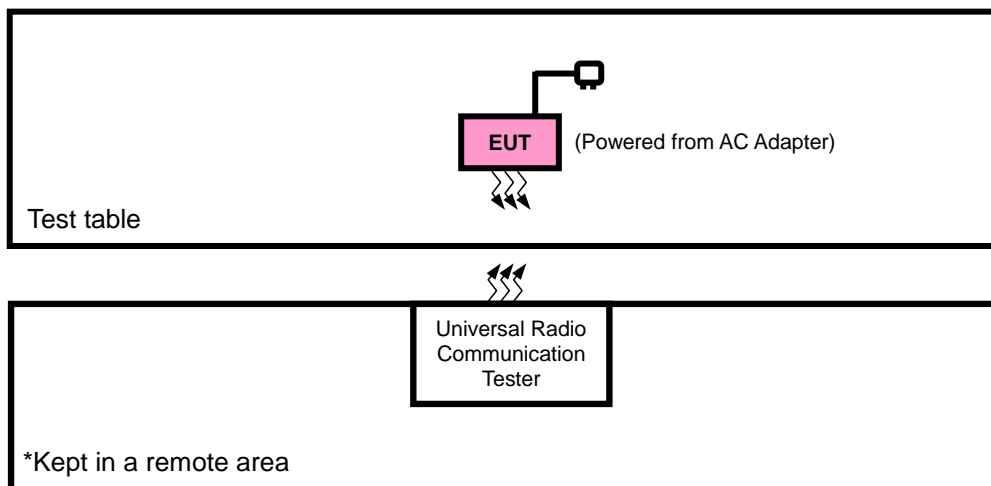 EUT
(Powered from AC Adapter)
Test table
Universal Radio
Communication
Tester
*Kept in a remote area